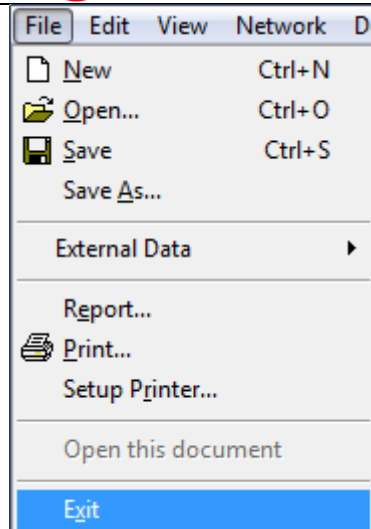 File Edit View Network D
New Ctrl+N
Open... Ctrl+O
Save Ctrl+S
Save As...
External Data
Report...
Print...
Setup Printer...
Open this document
Exit